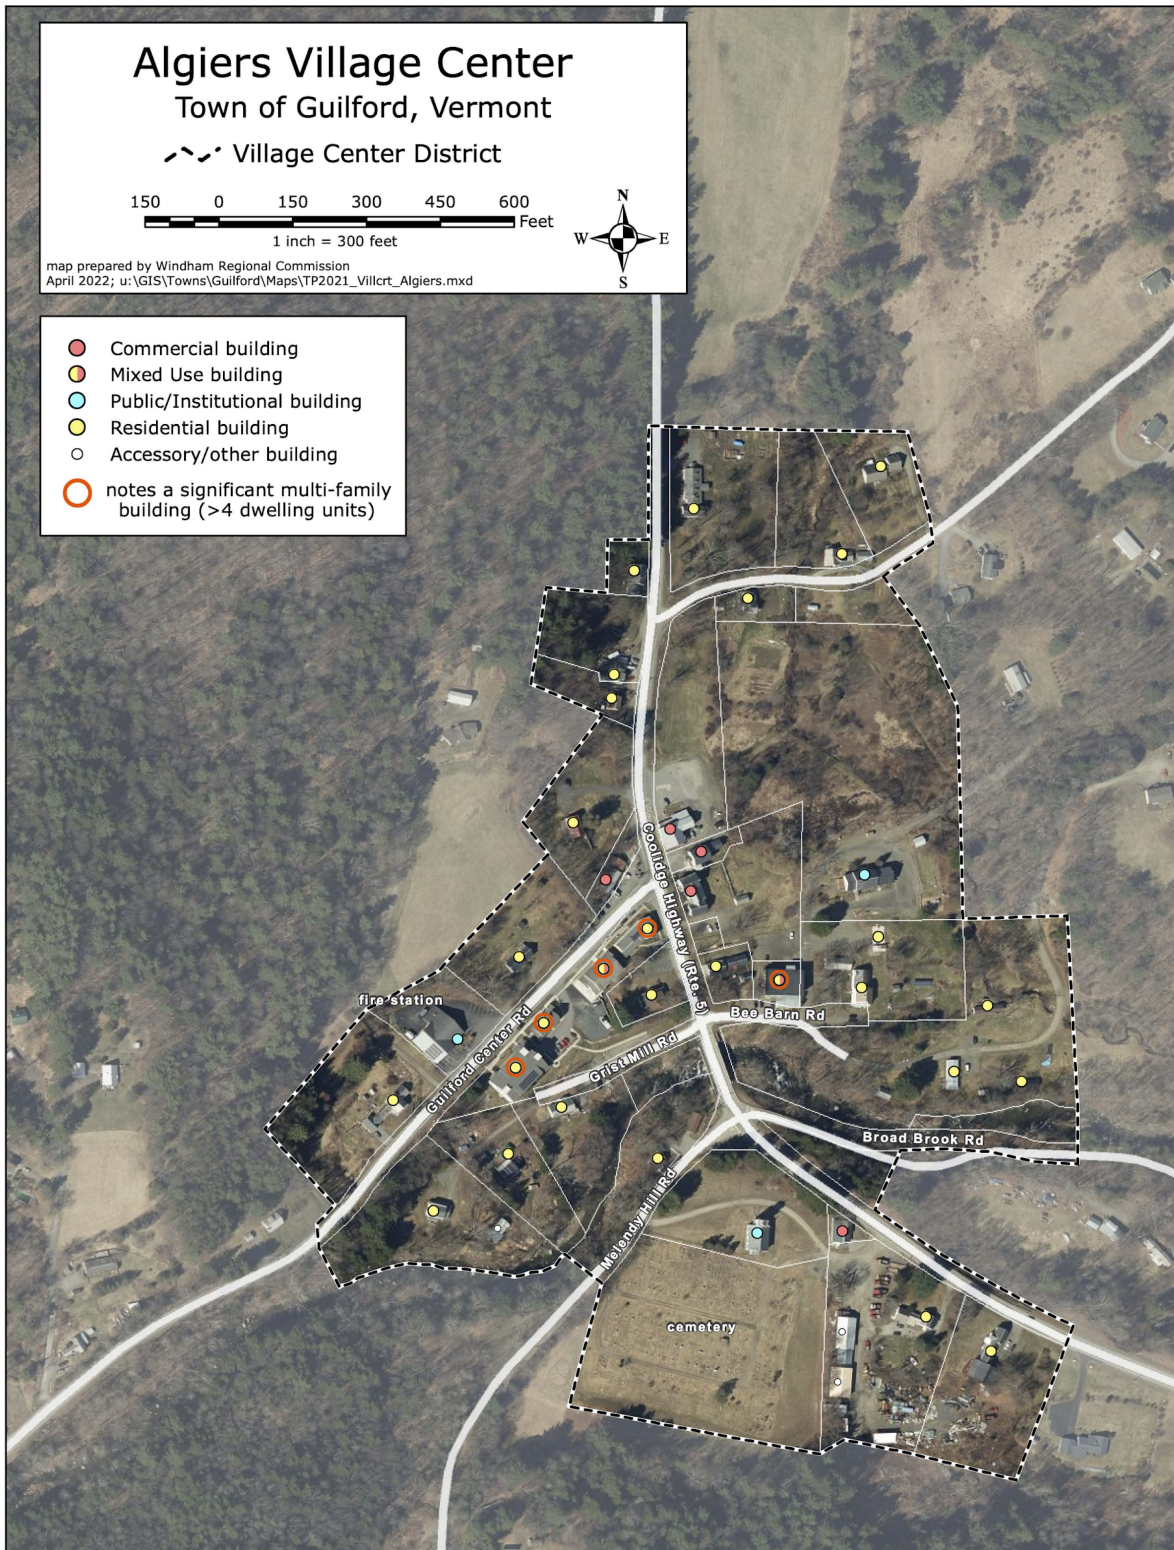 Algiers Village Center
Town of Guilford, Vermont
Village Center District
150 0 150 300 450 600
Feet
1 inch = 300 feet
N
W E
S
map prepared by Windham Regional Commission
April 2022; u:\GIS\Towns\Guilford\Maps\TP2021_Villcrt_Algiers.mxd
Commercial building
Mixed Use building
Public/Institutional building
Residential building
Accessory/other building
notes a significant multi-family
building (>4 dwelling units)
Coolidge Highway (Rte. 5)
fire station
Guilford Center Rd
Bee Barn Rd
Grist Mill Rd
Broad Brook Rd
Melendy Hill Rd
cemetery